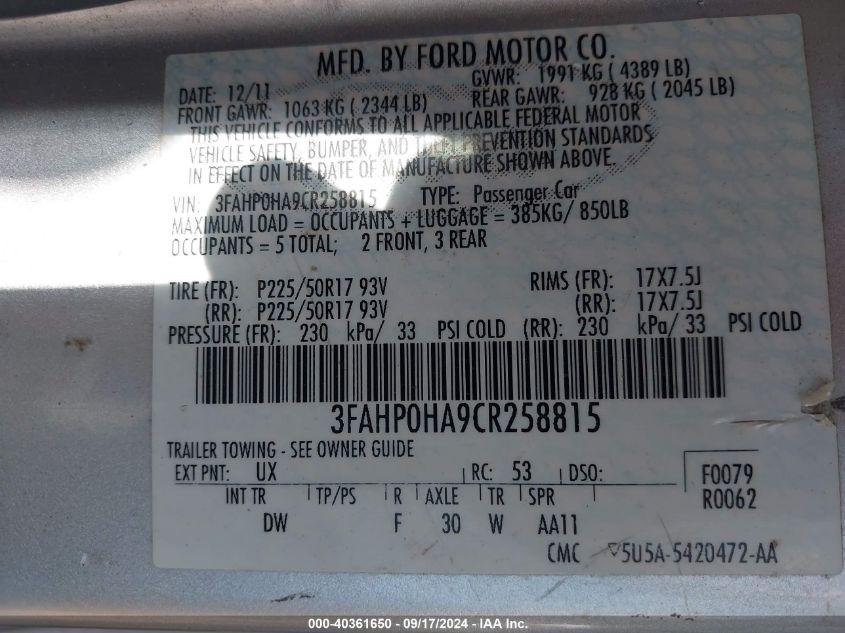 MFD. BY FORD MOTOR CO.
DATE: 12/11 GVWR: 1991 KG ( 4389 LB)
FRONT GAWR: 1063 KG ( 2344 LB) REAR GAWR: 928 KG ( 2045 LB)
THIS VEHICLE CONFORMS TO ALL APPLICABLE FEDERAL MOTOR
VEHICLE SAFETY, BUMPER, AND THEFT PREVENTION STANDARDS
IN EFFECT ON THE DATE OF MANUFACTURE SHOWN ABOVE.
VIN: 3FAHP0HA9CR258815 TYPE: Passenger Car
MAXIMUM LOAD = OCCUPANTS + LUGGAGE = 385KG/ 850LB
OCCUPANTS = 5 TOTAL; 2 FRONT, 3 REAR
TIRE (FR): P225/50R17 93V RIMS (FR): 17X7.5J
(RR): P225/50R17 93V (RR): 17X7.5J
PRESSURE (FR): 230 kPa/ 33 PSI COLD (RR): 230 kPa/ 33 PSI COLD
3FAHP0HA9CR258815
TRAILER TOWING - SEE OWNER GUIDE
EXT PNT: UX RC: 53 DSO: F0079
INT TR TP/PS R AXLE TR SPR R0062
DW F 30 W AA11
CMC ▽5U5A-5420472-AA
000-40361650 - 09/17/2024 - IAA Inc.